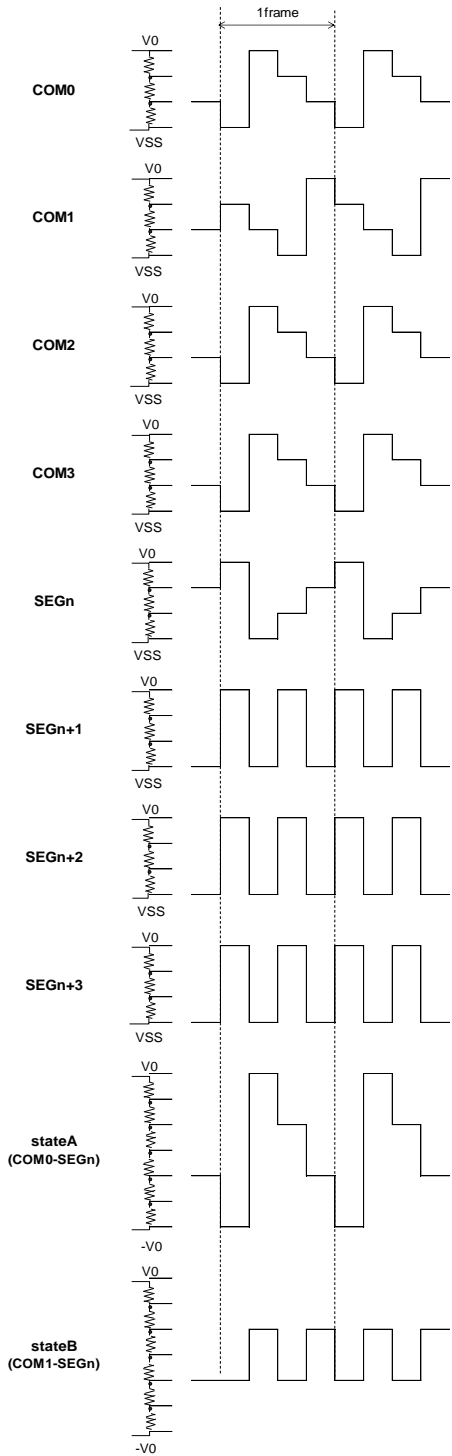 1frame
V0
COM0
VSS
V0
COM1
VSS
V0
COM2
VSS
V0
COM3
VSS
V0
SEGn
VSS
V0
SEGn+1
VSS
V0
SEGn+2
VSS
V0
SEGn+3
VSS
V0
stateA
(COM0-SEGn)
-V0
V0
stateB
(COM1-SEGn)
-V0